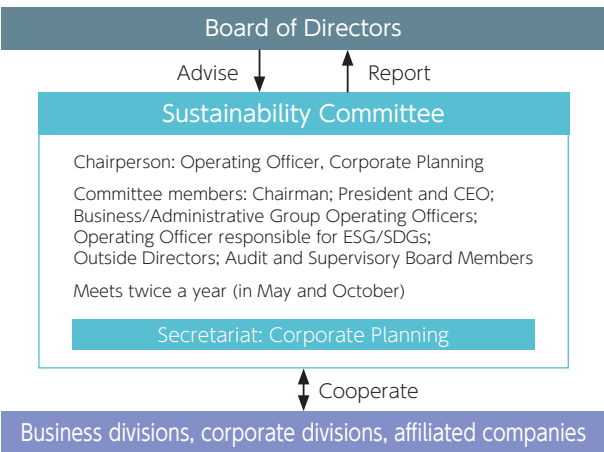 Board of Directors
Advise
Report
Sustainability Committee
Chairperson: Operating Officer, Corporate Planning
Committee members: Chairman; President and CEO;
Business/Administrative Group Operating Officers;
Operating Officer responsible for ESG/SDGs;
Outside Directors; Audit and Supervisory Board Members
Meets twice a year (in May and October)
Secretariat: Corporate Planning
Cooperate
Business divisions, corporate divisions, affiliated companies